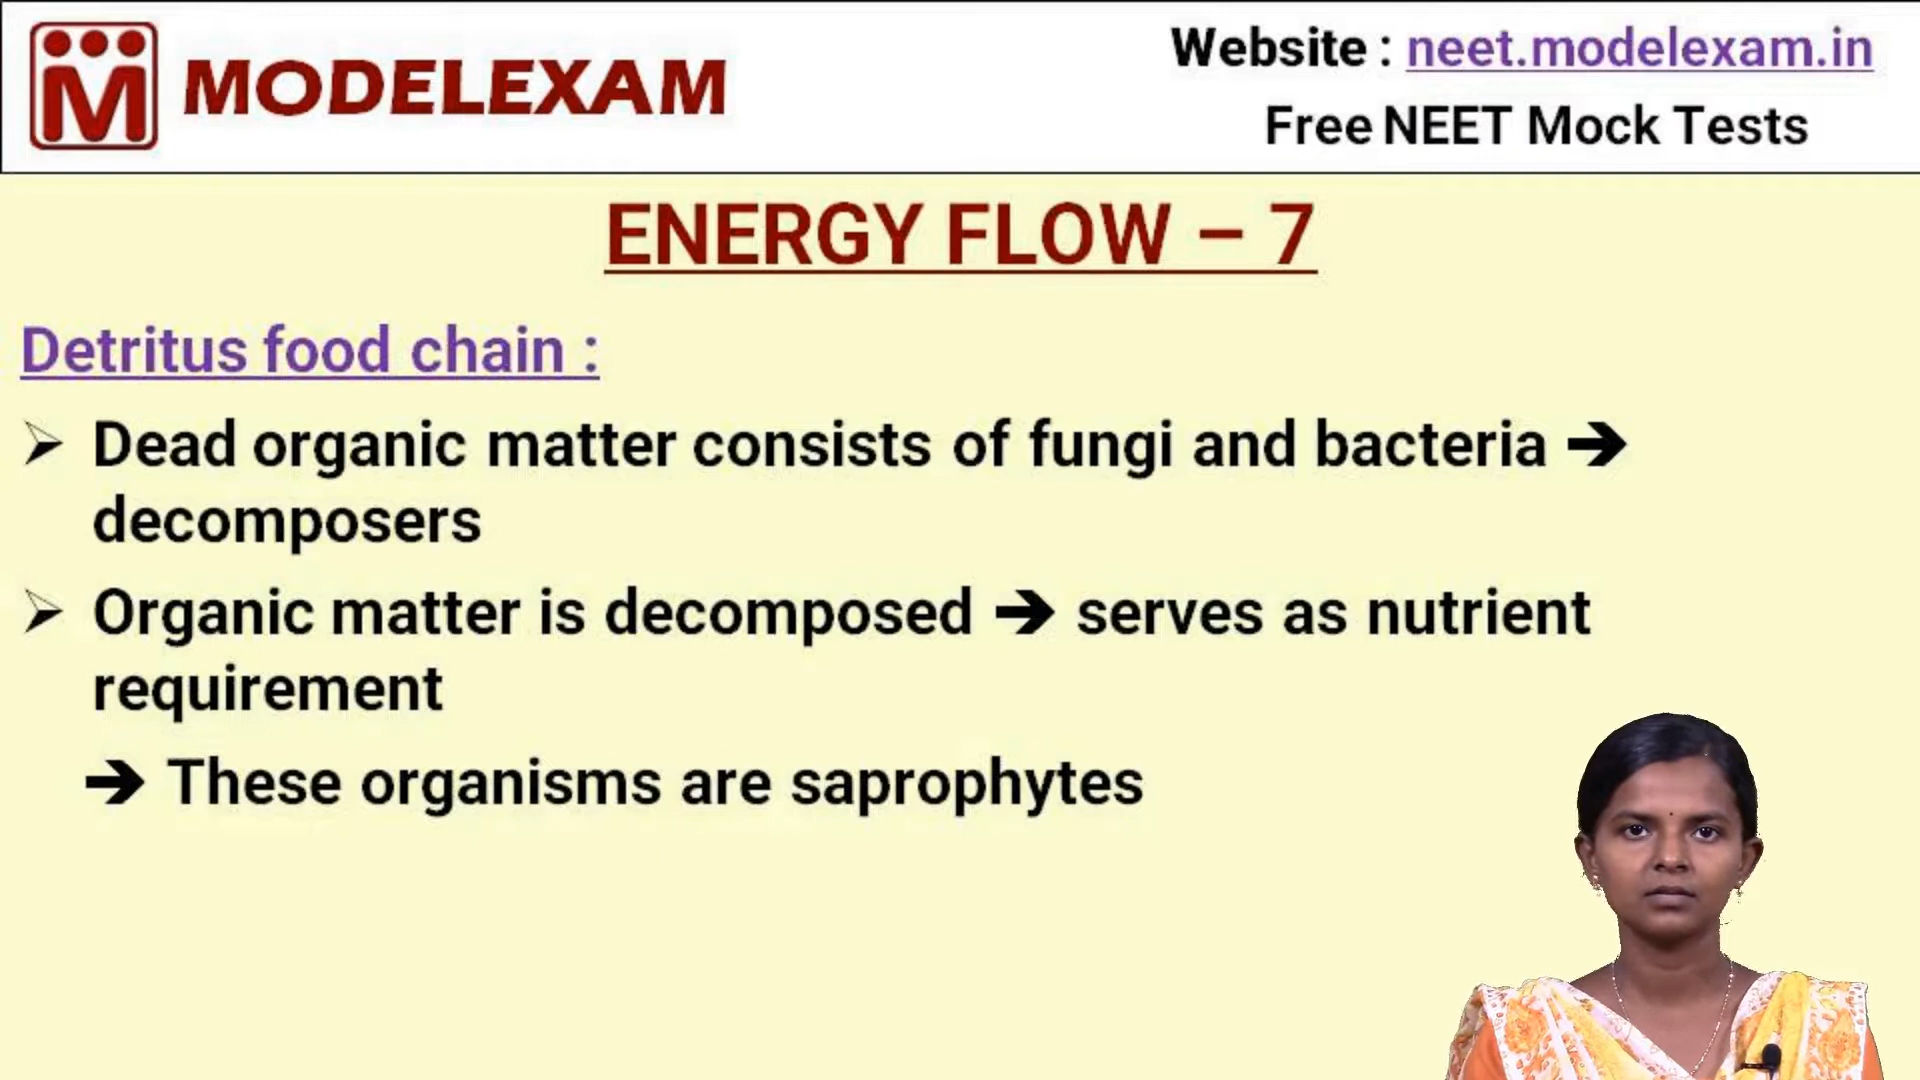 MODELEXAM
Website : neet.modelexam.in
Free NEET Mock Tests
ENERGY FLOW – 7
Detritus food chain :
➢ Dead organic matter consists of fungi and bacteria ➔
decomposers
➢ Organic matter is decomposed ➔ serves as nutrient
requirement
➔ These organisms are saprophytes